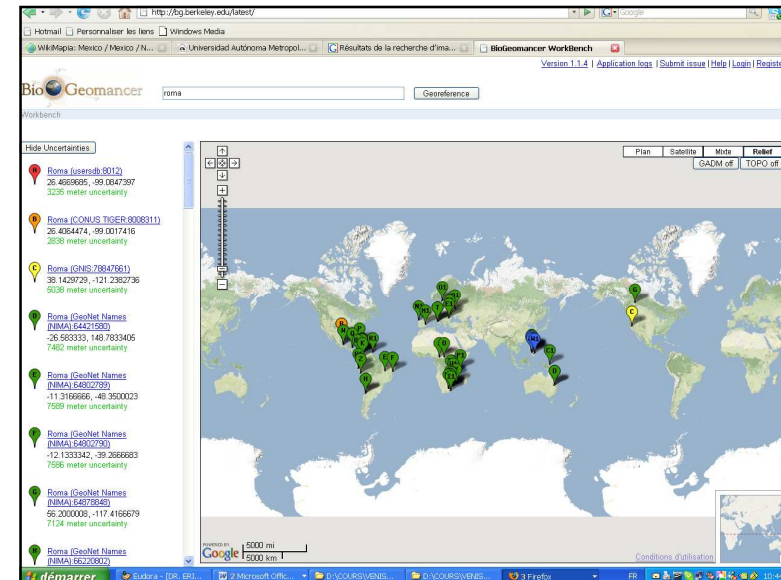 http://bg.berkeley.edu/latest/
Google
Hotmail Personnaliser les liens Windows Media
WikiMapia: Mexico / Mexico / N... Universidad Autónoma Metropol... Résultats de la recherche d'ima... BioGeomancer WorkBench
Version 1.1.4 | Application logs | Submit issue | Help | Login | Registe
BioGeomancer roma Georeference
Workbench
Hide Uncertainties
Plan Satellite Mixte Relief
GADM off TOPO off
Roma (usersdb:8012)
26.4669685, -99.0847397
3235 meter uncertainty
Roma (CONUS TIGER:8008311)
26.4064474, -99.0017416
2838 meter uncertainty
Roma (GNIS:78847661)
38.1429729, -121.2382736
5038 meter uncertainty
Roma (GeoNet Names
(NIMA):64421580)
-26.583333, 148.7833405
7482 meter uncertainty
Roma (GeoNet Names
(NIMA):64802789)
-11.3166666, -48.3500023
7589 meter uncertainty
Roma (GeoNet Names
(NIMA):64802790)
-12.1333342, -39.2666683
7586 meter uncertainty
Roma (GeoNet Names
(NIMA):64878848)
56.2000008, -117.4166679
7124 meter uncertainty
Roma (GeoNet Names
(NIMA):66220802)
POWERED BY
Google
5000 mi
5000 km
Conditions d'utilisation
démarrer Eudora - [DR. ERI... 2 Microsoft Offic... D:\COURS\VENIS... D:\COURS\VENIS... 3 Firefox FR